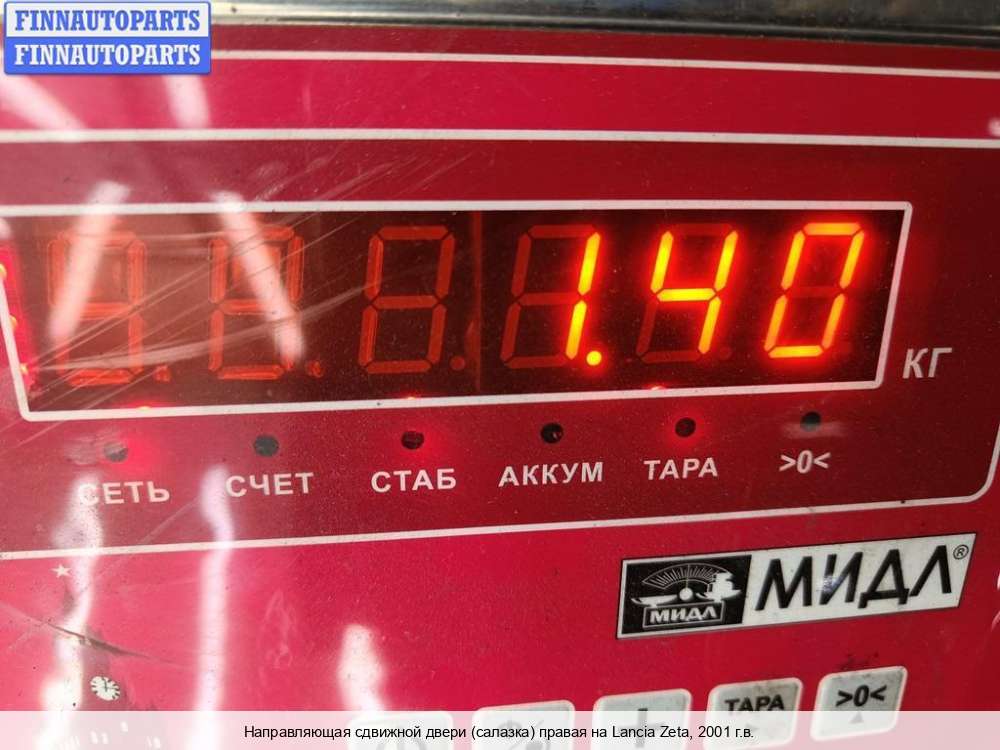 FINNAUTOPARTS
FINNAUTOPARTS
1.40
КГ
СЕТЬ СЧЕТ СТАБ АККУМ ТАРА >0<
МИДЛ МИДЛ®
ТАРА >0<
Направляющая сдвижной двери (салазка) правая на Lancia Zeta, 2001 г.в.